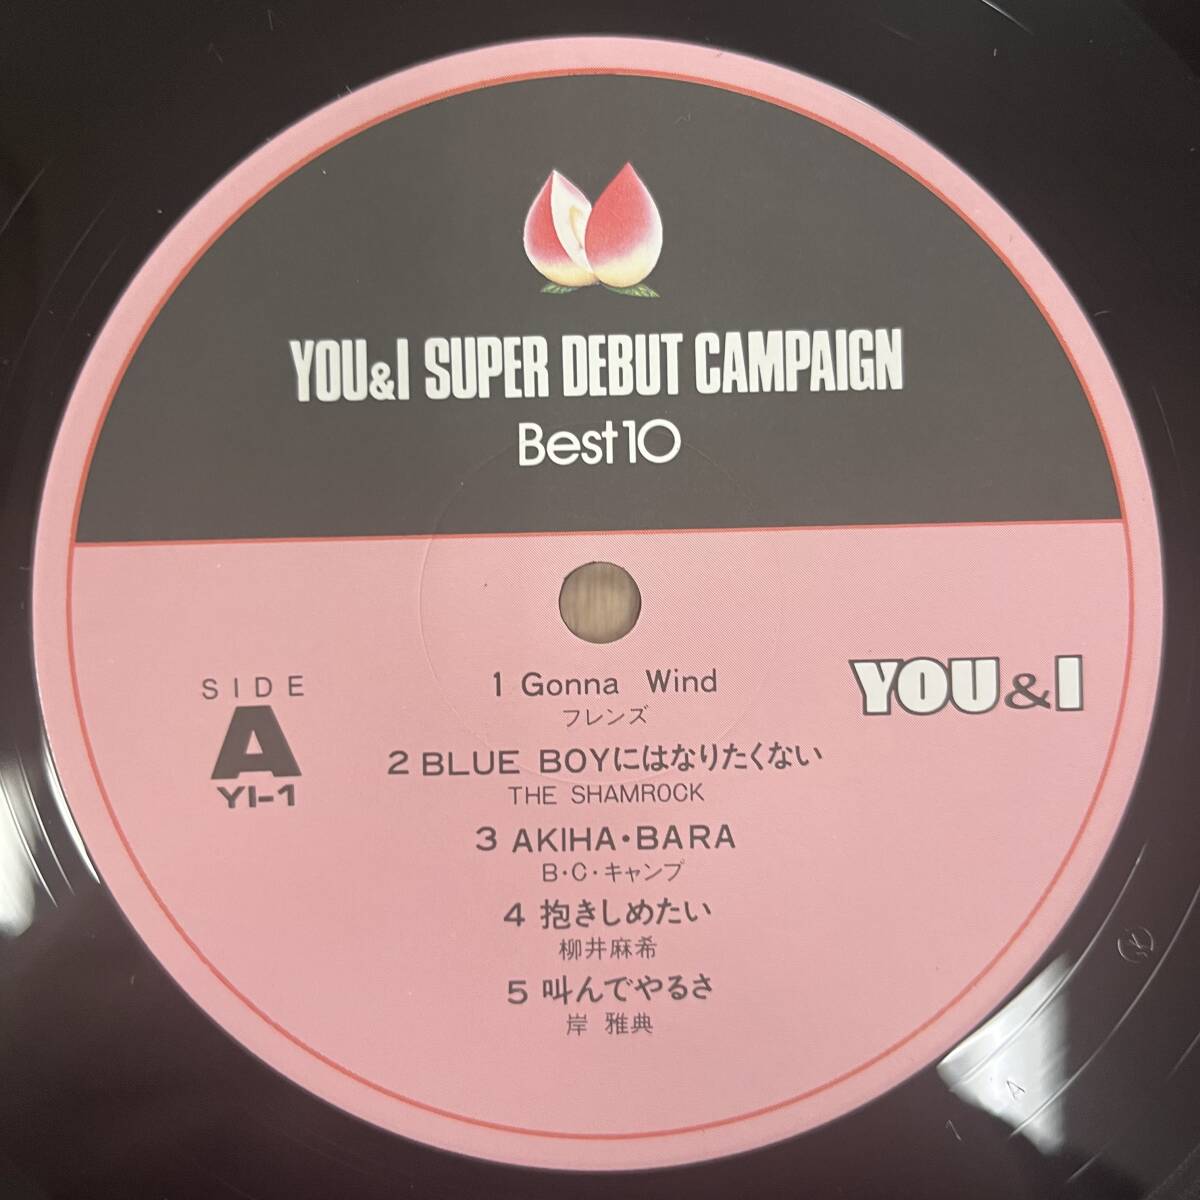 YOU&I SUPER DEBUT CAMPAIGN
Best10
SIDE
A
YI-1
1 Gonna Wind
フレンズ
2 BLUE BOYにはなりたくない
THE SHAMROCK
3 AKIHA・BARA
B・C・キャンプ
4 抱きしめたい
柳井麻希
5 叫んでやるさ
岸 雅典
YOU&I
A